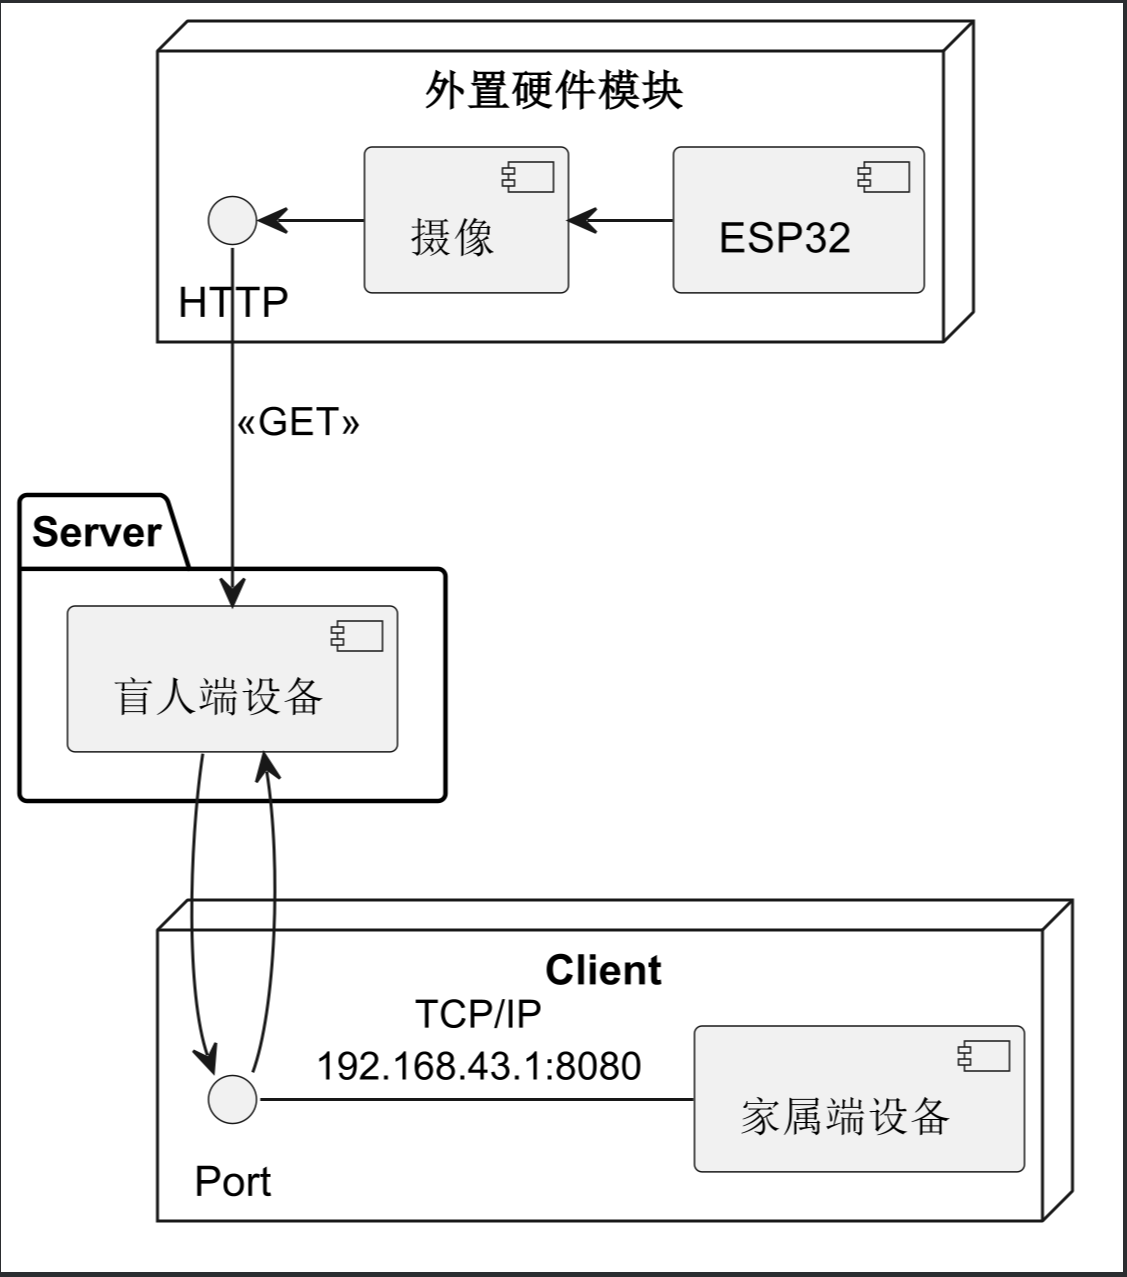 外置硬件模块
摄像
ESP32
HTTP
«GET»
Server
盲人端设备
Client
TCP/IP
192.168.43.1:8080
家属端设备
Port